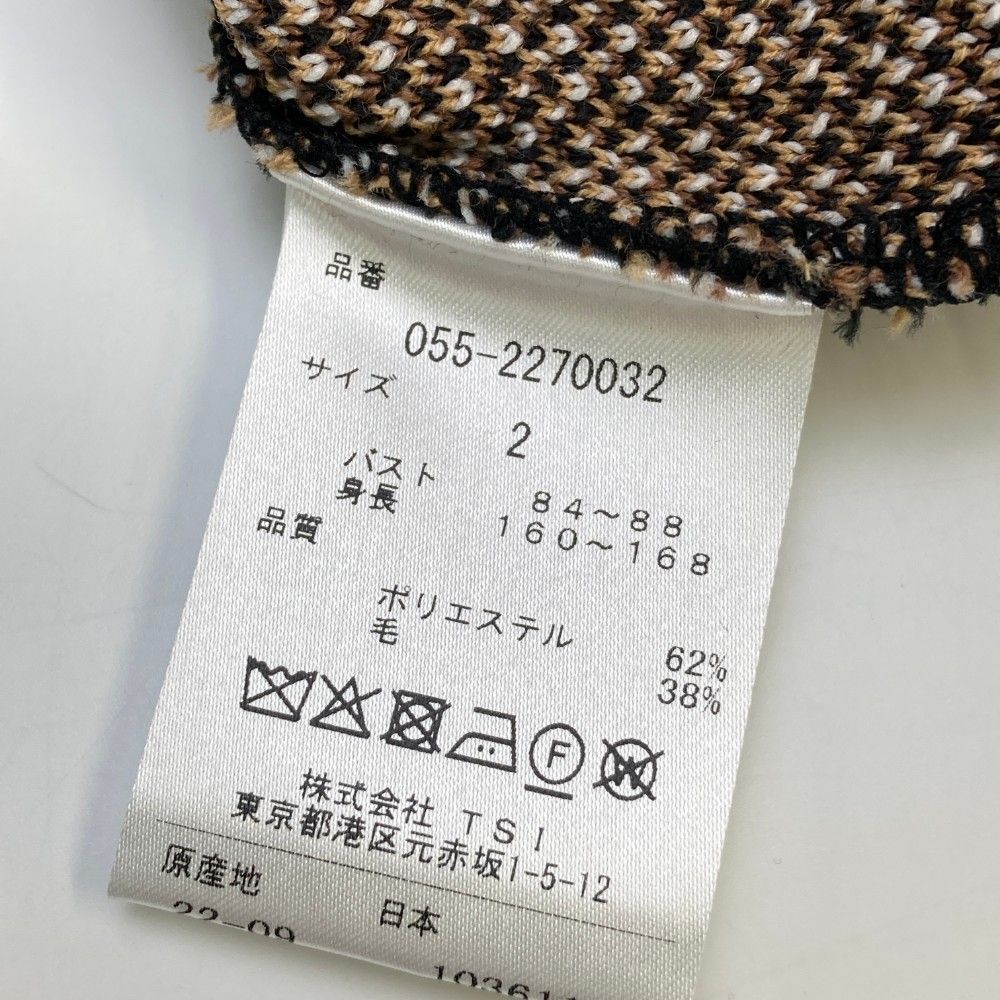 品番
055-2270032
サイズ
2
バスト 84～88
身長 160～168
品質
ポリエステル 62%
毛 38%
F
W
株式会社 TSI
東京都港区元赤坂1-5-12
原産地 日本
22-09